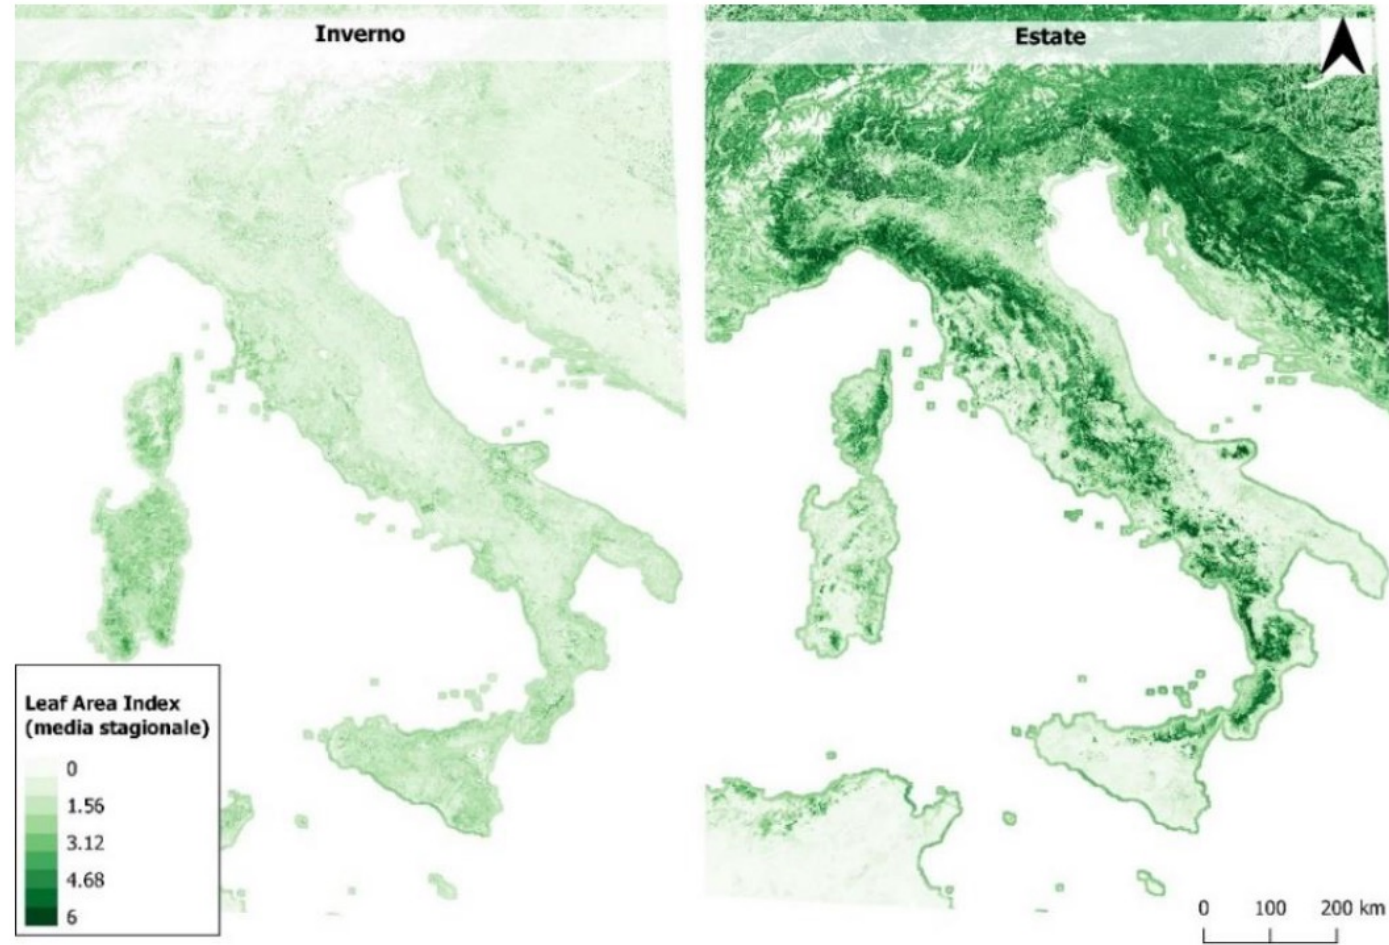 Inverno
Estate
Leaf Area Index
(media stagionale)
0
1.56
3.12
4.68
6
0 100 200 km